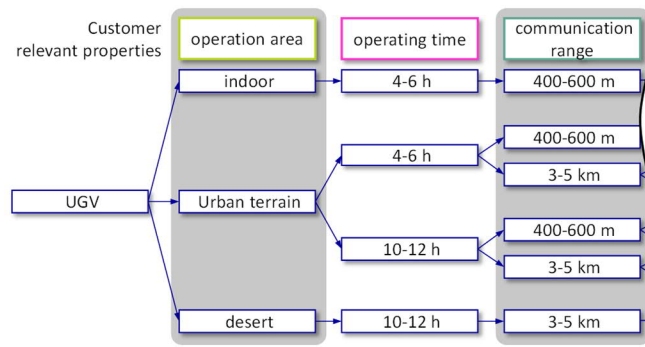 Customer
relevant properties
operation area
operating time
communication
range
indoor
4-6 h
400-600 m
4-6 h
400-600 m
3-5 km
UGV
Urban terrain
10-12 h
400-600 m
3-5 km
desert
10-12 h
3-5 km